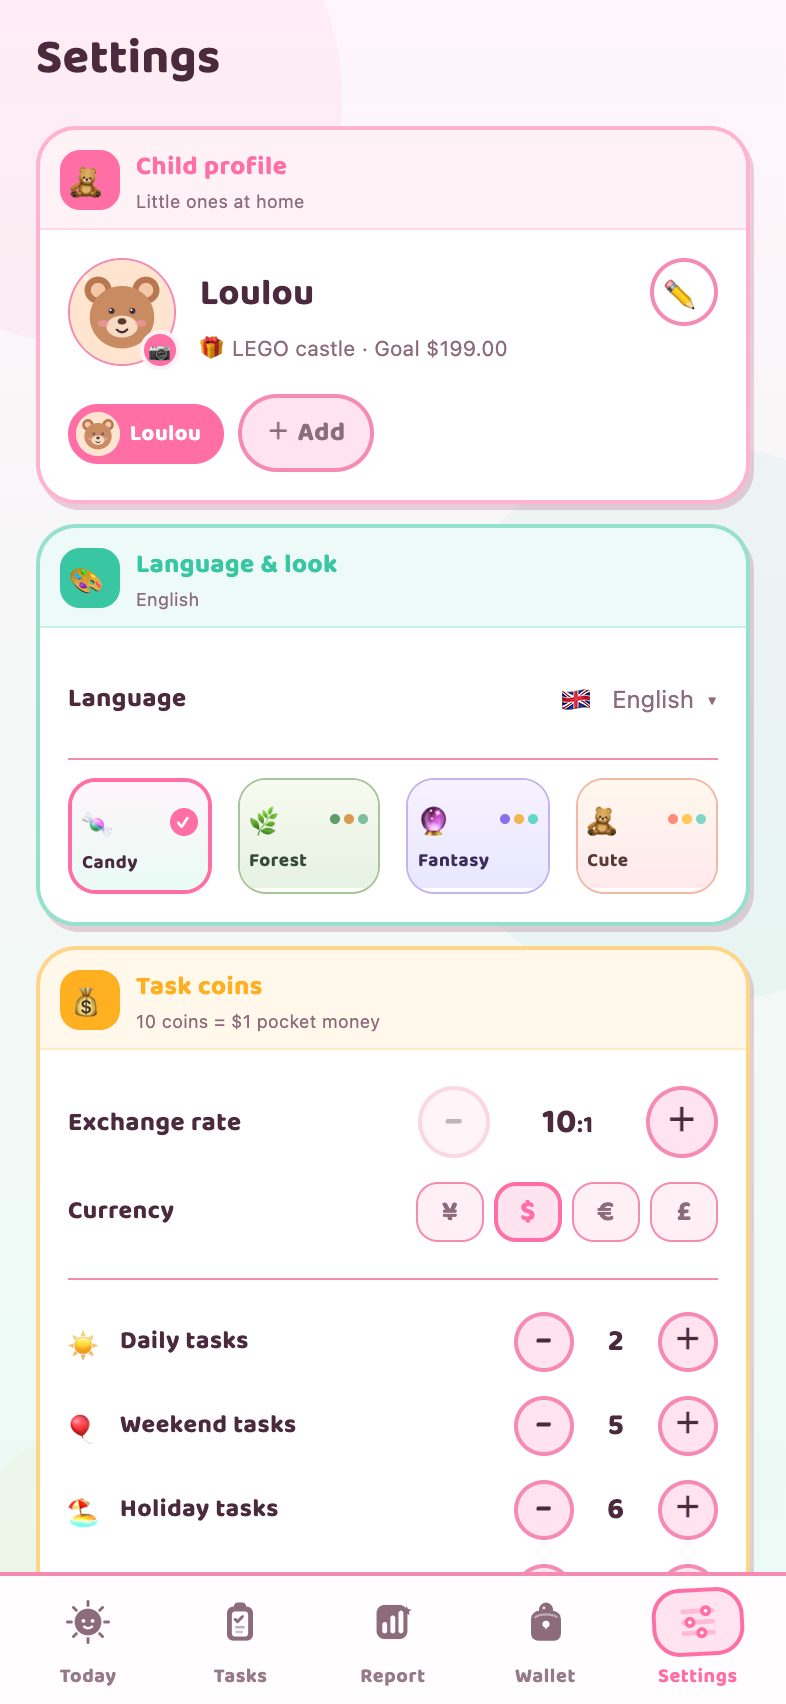 Settings
Child profile
Little ones at home
Loulou
LEGO castle · Goal $199.00
Loulou
+ Add
Language & look
English
Language
English ▾
Candy
Forest
Fantasy
Cute
Task coins
10 coins = $1 pocket money
Exchange rate
− 10:1 +
Currency
¥ $ € £
Daily tasks
− 2 +
Weekend tasks
− 5 +
Holiday tasks
− 6 +
Today
Tasks
Report
Wallet
Settings